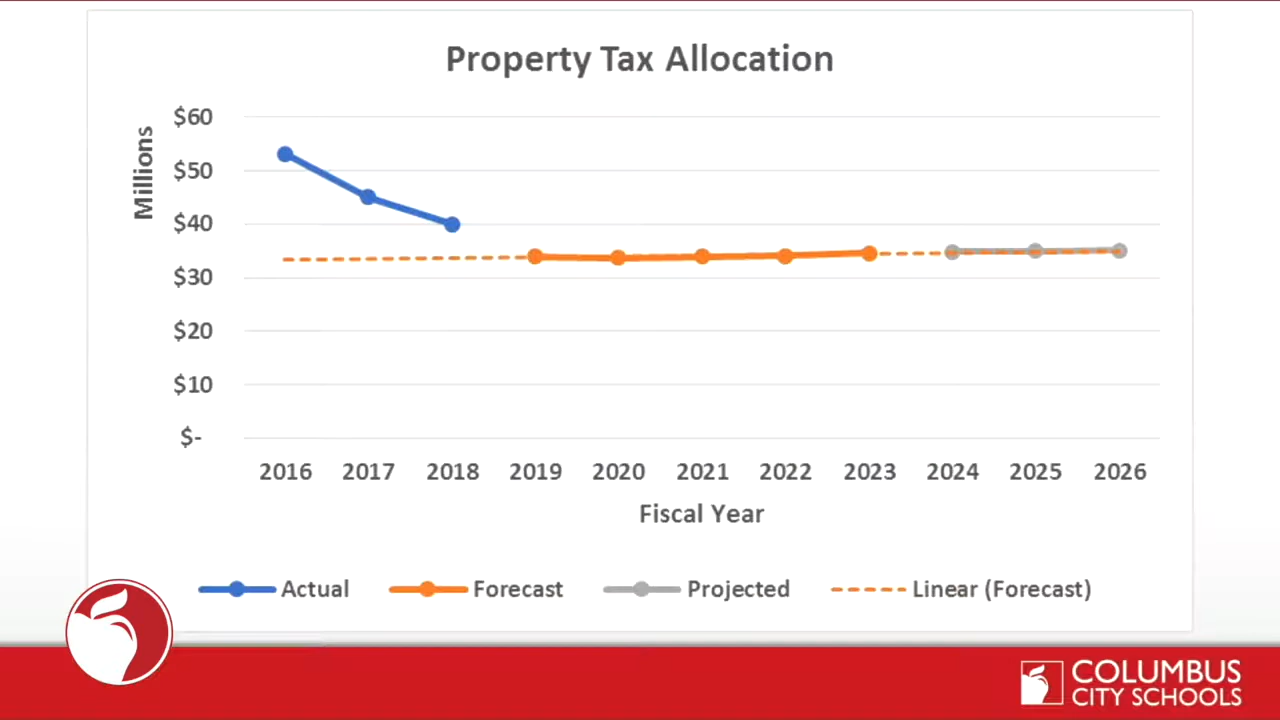 Property Tax Allocation
Millions
$60
$50
$40
$30
$20
$10
$-
2016 2017 2018 2019 2020 2021 2022 2023 2024 2025 2026
Fiscal Year
Actual Forecast Projected Linear (Forecast)
COLUMBUS
CITY SCHOOLS